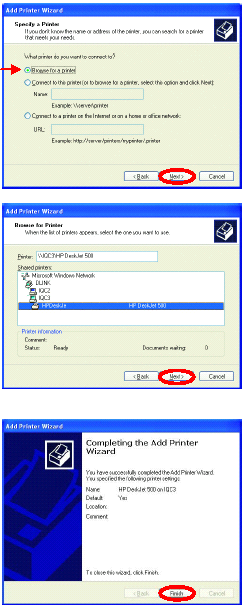 Add Printer Wizard
Specify a Printer
If you don't know the name or address of the printer, you can search for a printer
that meets your needs.
What printer do you want to connect to?
Browse for a printer
Connect to this printer (or to browse for a printer, select this option and click Next):
Name:
Example: \\server\printer
Connect to a printer on the Internet or on a home or office network:
URL:
Example: http://server/printers/myprinter/.printer
< Back Next > Cancel
Add Printer Wizard
Browse for Printer
When the list of printers appears, select the one you want to use.
Printer: \\IQC3\HP DeskJet 500
Shared printers:
Microsoft Windows Network
DLINK
IQC2
IQC3
HPDeskJe HP DeskJet 500
Printer information
Comment:
Status: Ready Documents waiting: 0
< Back Next > Cancel
Add Printer Wizard
Completing the Add Printer
Wizard
You have successfully completed the Add Printer Wizard.
You specified the following printer settings:
Name: HP DeskJet 500 on IQC3
Default: Yes
Location:
Comment:
To close this wizard, click Finish.
< Back Finish Cancel